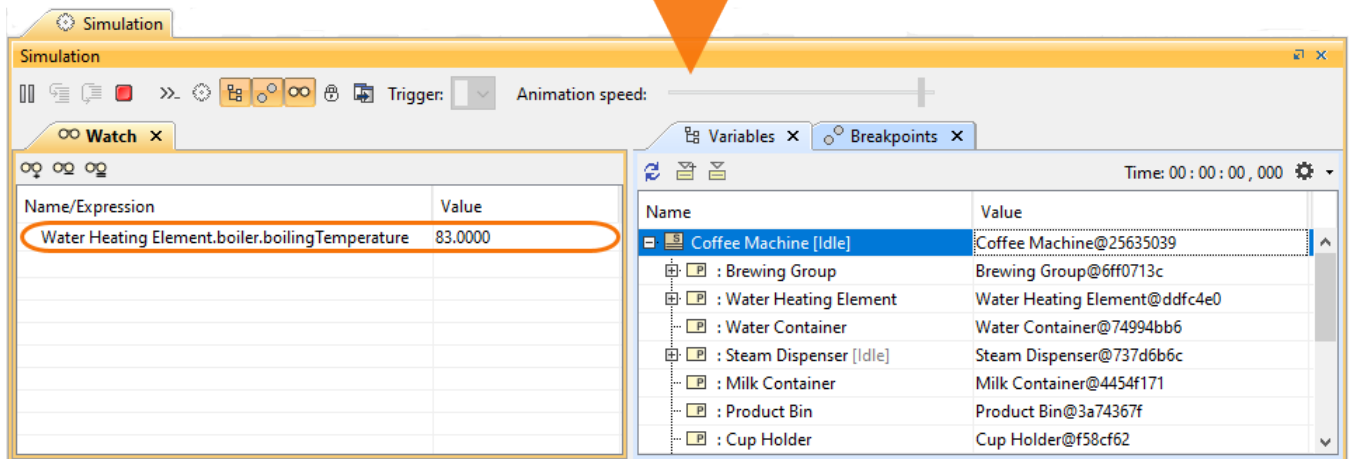 Simulation
Simulation
Trigger: Animation speed:
Watch
Variables Breakpoints
Time: 00 : 00 : 00 , 000
Name/Expression Value
Name Value
Water Heating Element.boiler.boilingTemperature 83.0000
Coffee Machine [Idle] Coffee Machine@25635039
P : Brewing Group Brewing Group@6ff0713c
P : Water Heating Element Water Heating Element@ddfc4e0
P : Water Container Water Container@74994bb6
P : Steam Dispenser [Idle] Steam Dispenser@737d6b6c
P : Milk Container Milk Container@4454f171
P : Product Bin Product Bin@3a74367f
P : Cup Holder Cup Holder@f58cf62